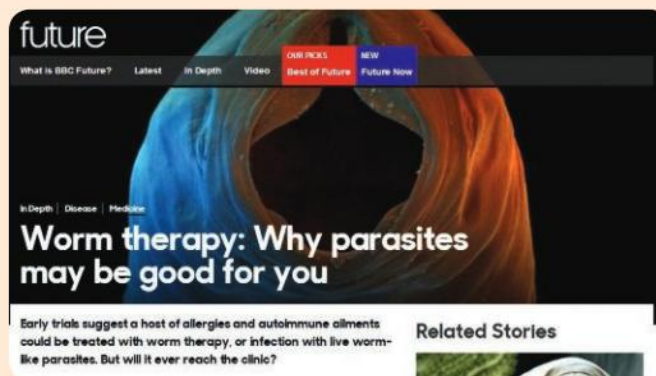 future
OUR PICKS
NEW
What is BBC Future?
Latest
In Depth
Video
Best of Future
Future Now
In Depth
Disease
Medicine
Worm therapy: Why parasites
may be good for you
Early trials suggest a host of allergies and autoimmune ailments
could be treated with worm therapy, or infection with live worm-
like parasites. But will it ever reach the clinic?
Related Stories